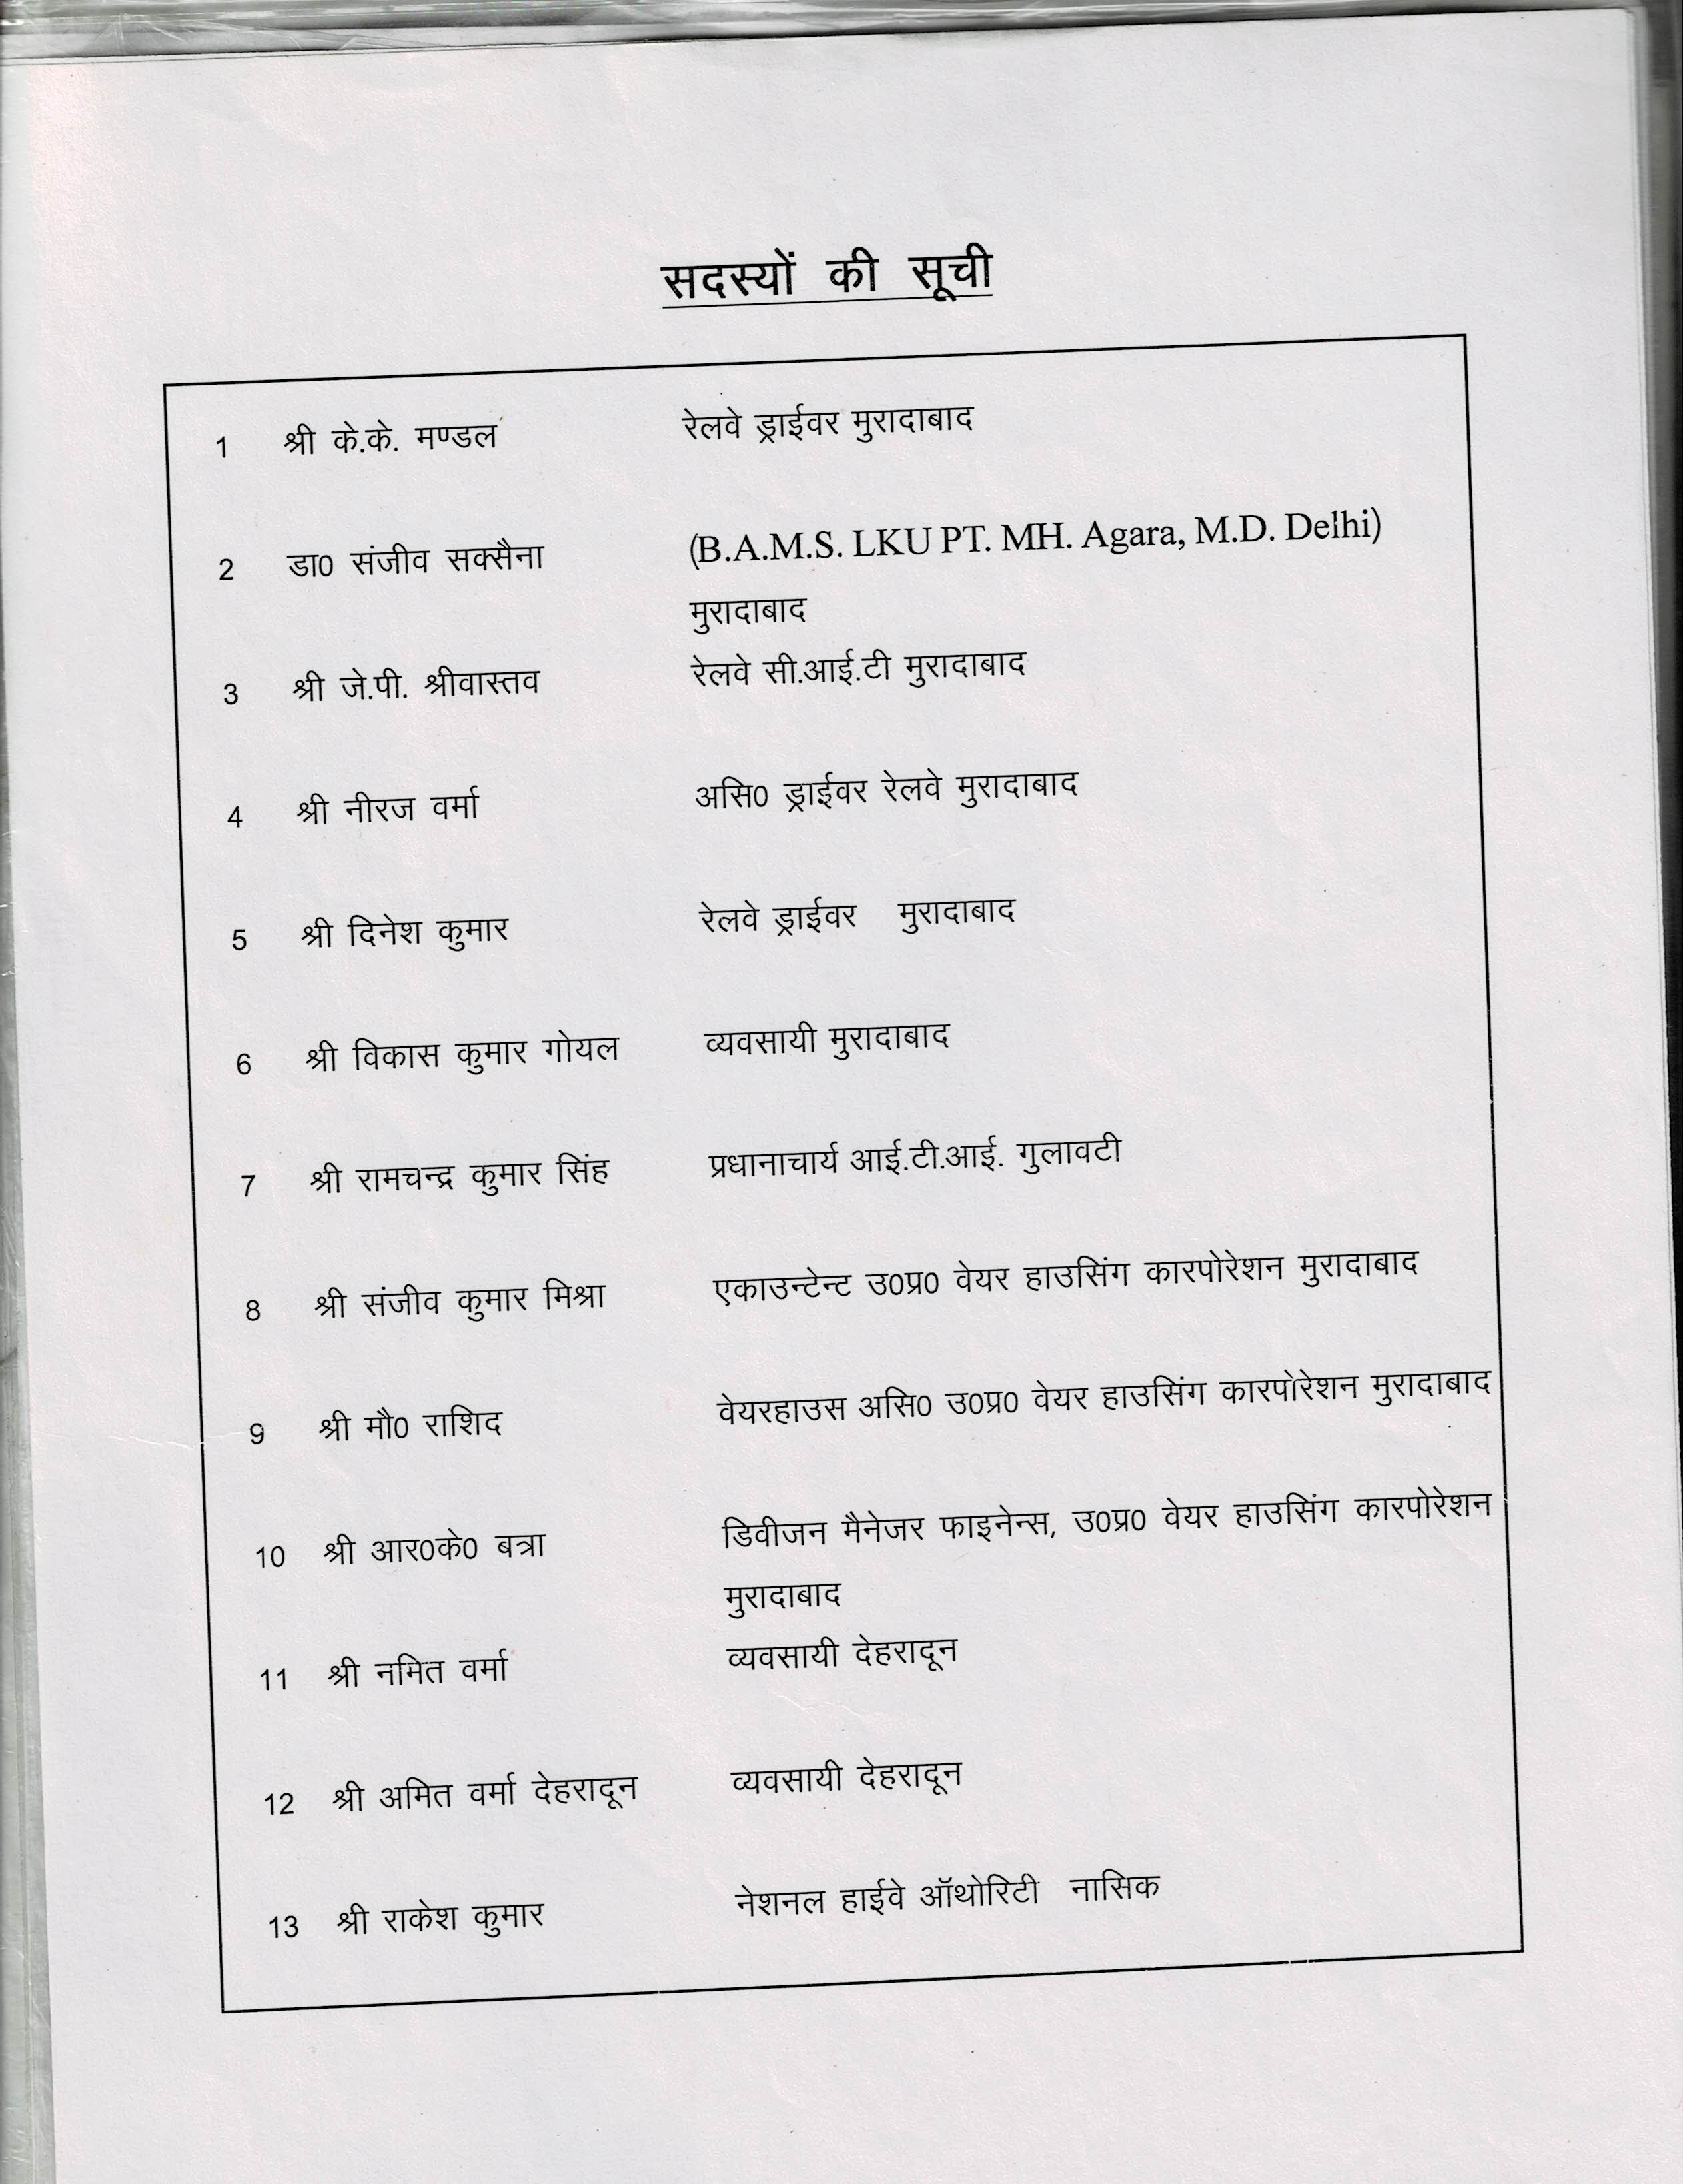 सदस्यों की सूची
1 श्री के.के. मण्डल रेलवे ड्राईवर मुरादाबाद
2 डा0 संजीव सक्सैना (B.A.M.S. LKU PT. MH. Agara, M.D. Delhi)
मुरादाबाद
3 श्री जे.पी. श्रीवास्तव रेलवे सी.आई.टी मुरादाबाद
4 श्री नीरज वर्मा असि0 ड्राईवर रेलवे मुरादाबाद
5 श्री दिनेश कुमार रेलवे ड्राईवर मुरादाबाद
6 श्री विकास कुमार गोयल व्यवसायी मुरादाबाद
7 श्री रामचन्द्र कुमार सिंह प्रधानाचार्य आई.टी.आई. गुलावटी
8 श्री संजीव कुमार मिश्रा एकाउन्टेन्ट उ0प्र0 वेयर हाउसिंग कारपोरेशन मुरादाबाद
9 श्री मौ0 राशिद वेयरहाउस असि0 उ0प्र0 वेयर हाउसिंग कारपोरेशन मुरादाबाद
10 श्री आर0के0 बत्रा डिवीजन मैनेजर फाइनेन्स, उ0प्र0 वेयर हाउसिंग कारपोरेशन
मुरादाबाद
11 श्री नमित वर्मा व्यवसायी देहरादून
12 श्री अमित वर्मा देहरादून व्यवसायी देहरादून
13 श्री राकेश कुमार नेशनल हाईवे ऑथोरिटी नासिक